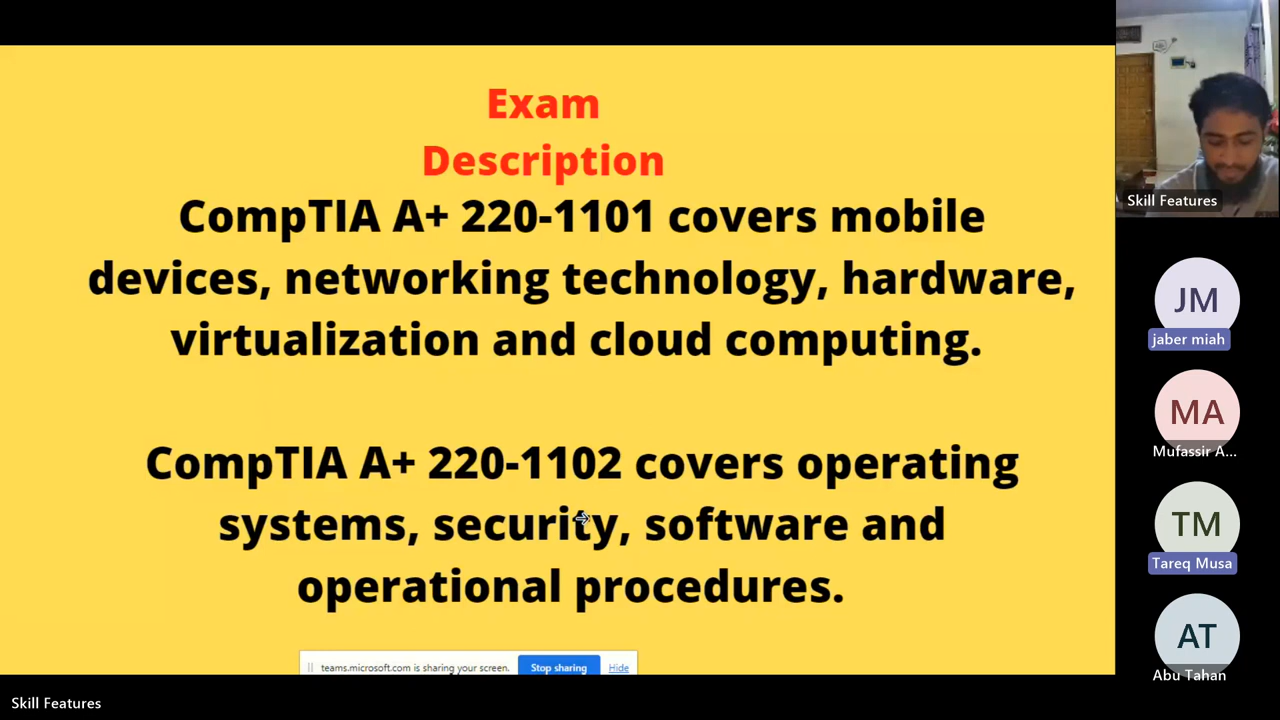 Exam
Description
CompTIA A+ 220-1101 covers mobile
devices, networking technology, hardware,
virtualization and cloud computing.
CompTIA A+ 220-1102 covers operating
systems, security, software and
operational procedures.
teams.microsoft.com is sharing your screen.
Stop sharing
Hide
Skill Features
Skill Features
JM
jaber miah
MA
Mufassir A...
TM
Tareq Musa
AT
Abu Tahan